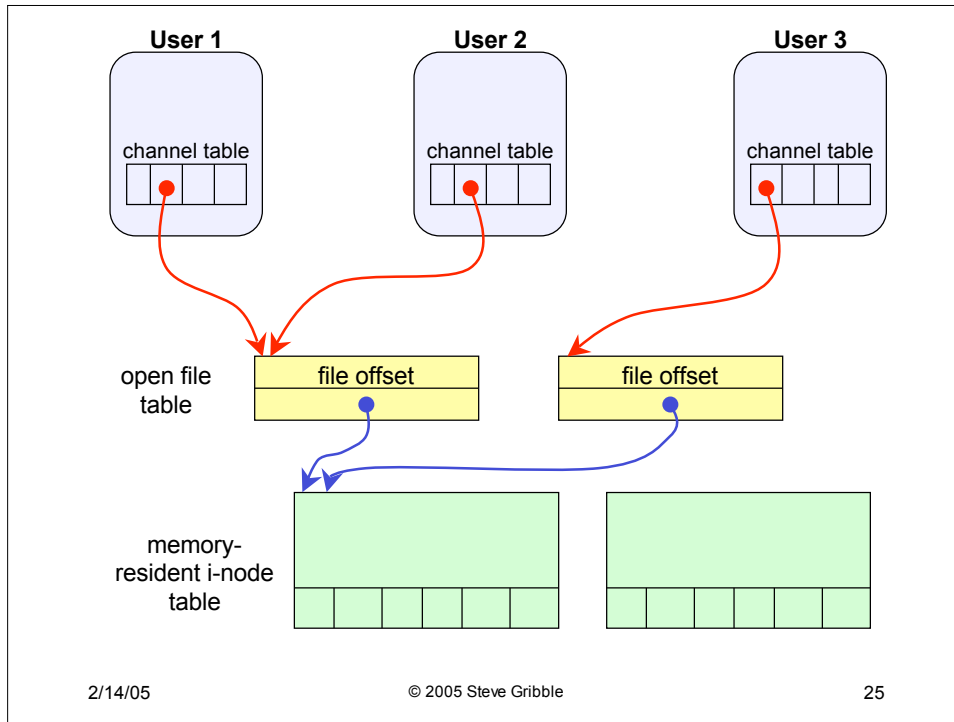 User 1
User 2
User 3
channel table
channel table
channel table
open file
table
file offset
file offset
memory-
resident i-node
table
2/14/05
© 2005 Steve Gribble
25